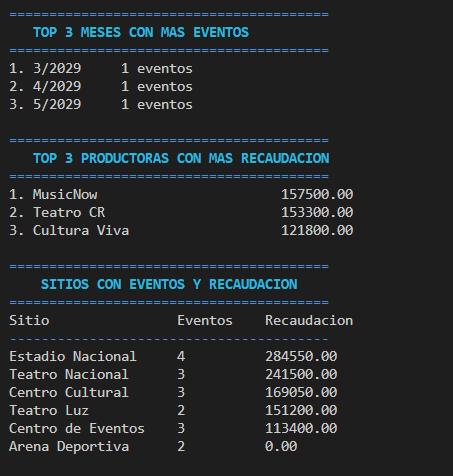 ========================================
TOP 3 MESES CON MAS EVENTOS
========================================
1. 3/2029     1 eventos
2. 4/2029     1 eventos
3. 5/2029     1 eventos
========================================
TOP 3 PRODUCTORAS CON MAS RECAUDACION
========================================
1. MusicNow                       157500.00
2. Teatro CR                      153300.00
3. Cultura Viva                   121800.00
========================================
SITIOS CON EVENTOS Y RECAUDACION
========================================
Sitio                Eventos    Recaudacion
----------------------------------------
Estadio Nacional     4          284550.00
Teatro Nacional      3          241500.00
Centro Cultural      3          169050.00
Teatro Luz           2          151200.00
Centro de Eventos    3          113400.00
Arena Deportiva      2          0.00